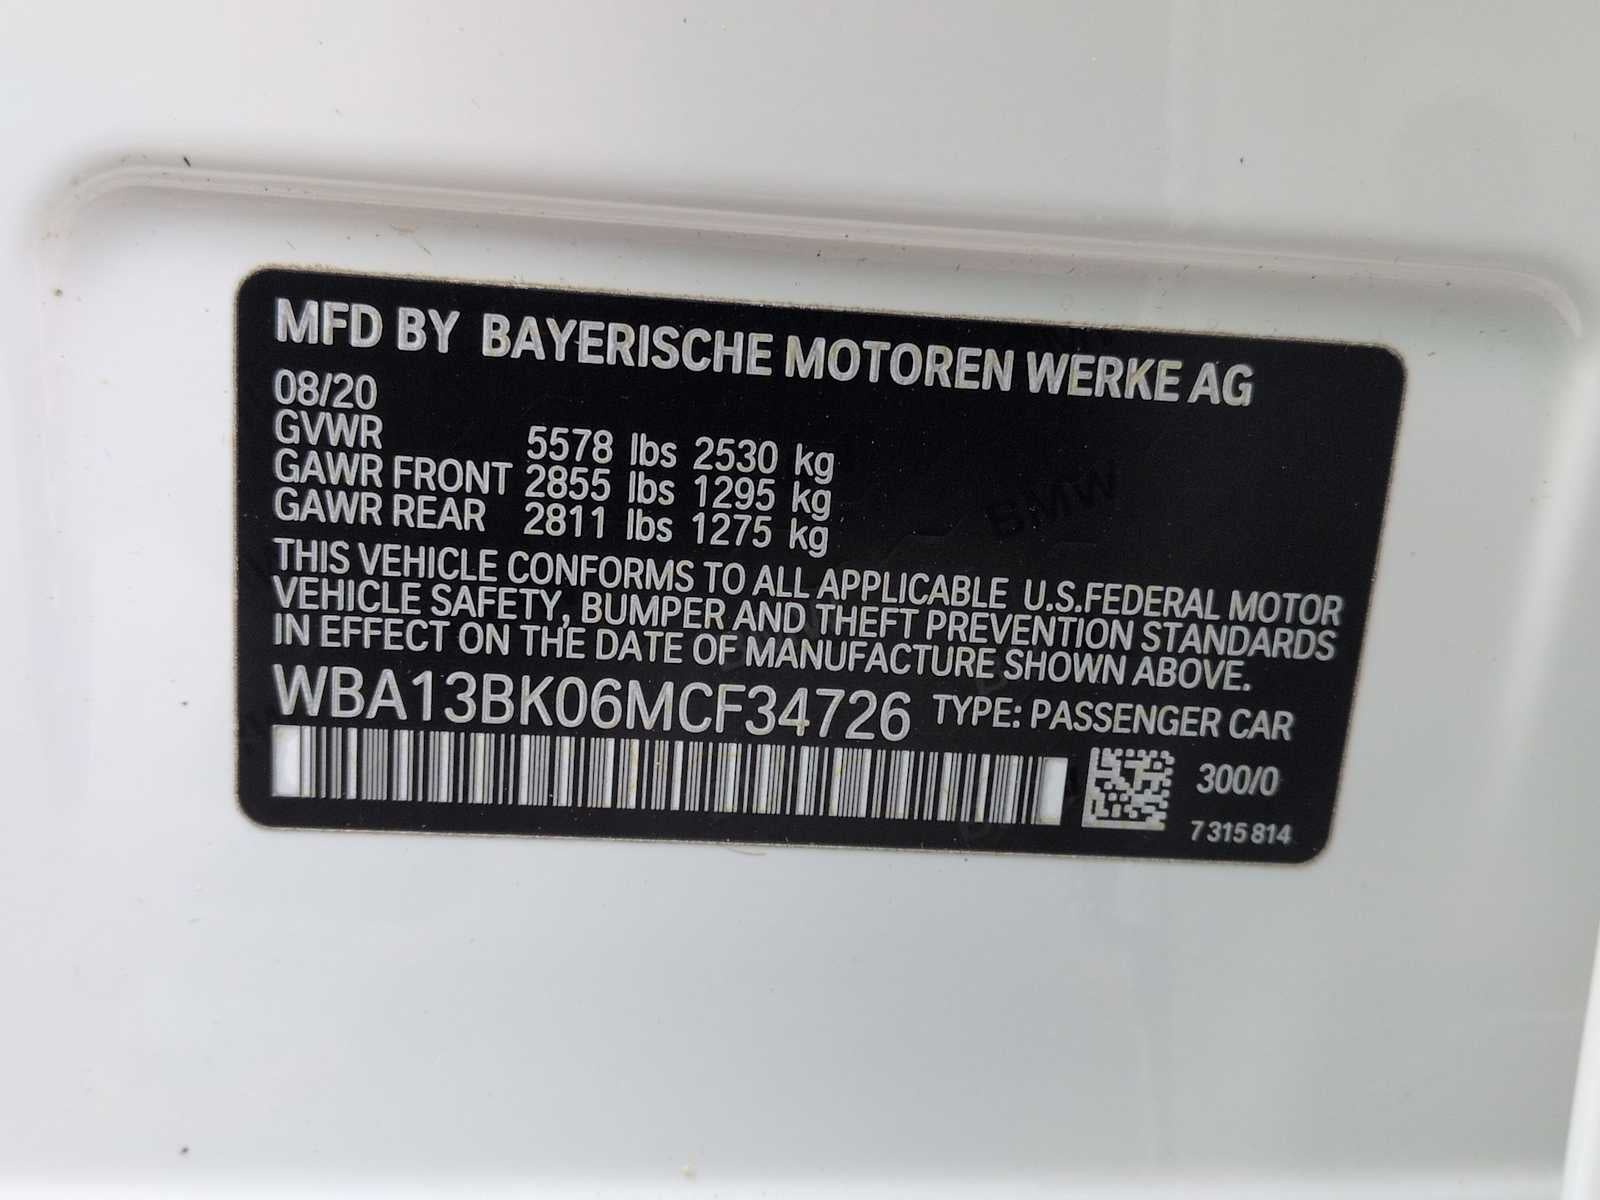 MFD BY BAYERISCHE MOTOREN WERKE AG
08/20
GVWR 5578 lbs 2530 kg
GAWR FRONT 2855 lbs 1295 kg
GAWR REAR 2811 lbs 1275 kg
THIS VEHICLE CONFORMS TO ALL APPLICABLE U.S.FEDERAL MOTOR
VEHICLE SAFETY, BUMPER AND THEFT PREVENTION STANDARDS
IN EFFECT ON THE DATE OF MANUFACTURE SHOWN ABOVE.
WBA13BK06MCF34726 TYPE: PASSENGER CAR
300/0
7 315 814
BMW